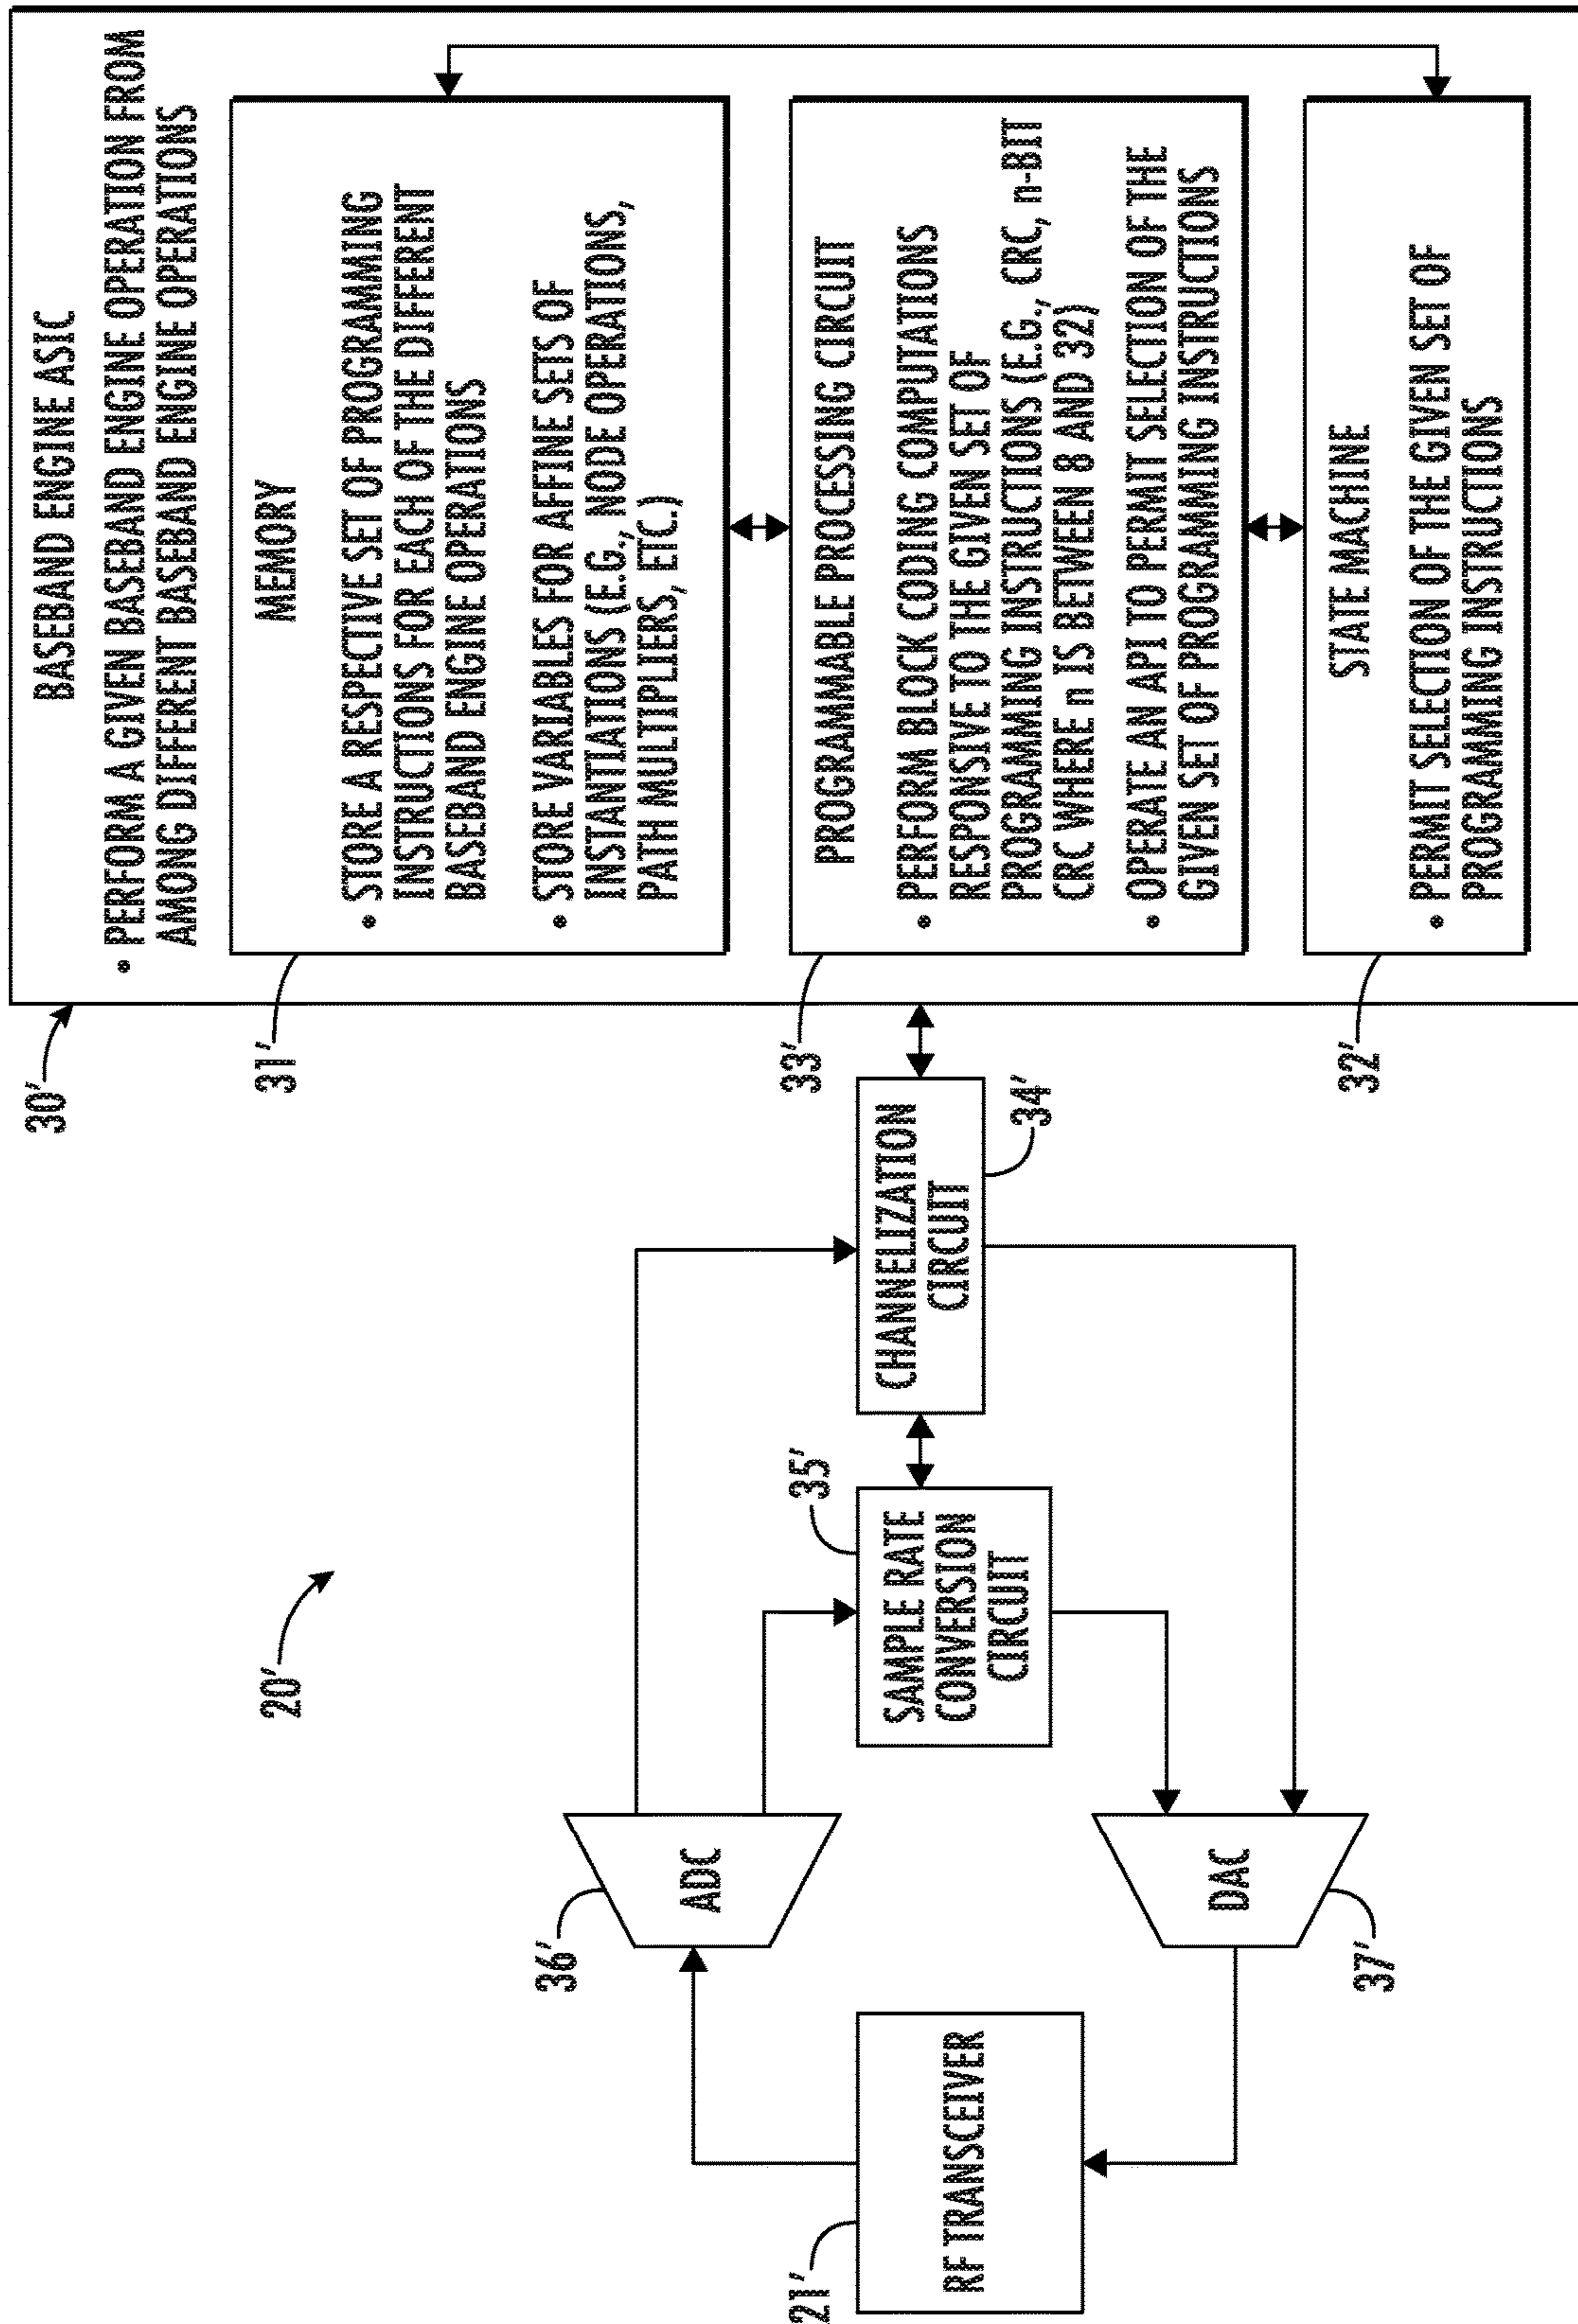 20'
21'
RF TRANSCEIVER
36'
ADC
37'
DAC
35'
SAMPLE RATE
CONVERSION
CIRCUIT
CHANNELIZATION
CIRCUIT
34'
30'
BASEBAND ENGINE ASIC
• PERFORM A GIVEN BASEBAND ENGINE OPERATION FROM
AMONG DIFFERENT BASEBAND ENGINE OPERATIONS
31'
MEMORY
• STORE A RESPECTIVE SET OF PROGRAMMING
INSTRUCTIONS FOR EACH OF THE DIFFERENT
BASEBAND ENGINE OPERATIONS
• STORE VARIABLES FOR AFFINE SETS OF
INSTANTIATIONS (E.G., NODE OPERATIONS,
PATH MULTIPLIERS, ETC.)
33'
PROGRAMMABLE PROCESSING CIRCUIT
• PERFORM BLOCK CODING COMPUTATIONS
RESPONSIVE TO THE GIVEN SET OF
PROGRAMMING INSTRUCTIONS (E.G., CRC, n-BIT
CRC WHERE n IS BETWEEN 8 AND 32)
• OPERATE AN API TO PERMIT SELECTION OF THE
GIVEN SET OF PROGRAMMING INSTRUCTIONS
32'
STATE MACHINE
• PERMIT SELECTION OF THE GIVEN SET OF
PROGRAMMING INSTRUCTIONS